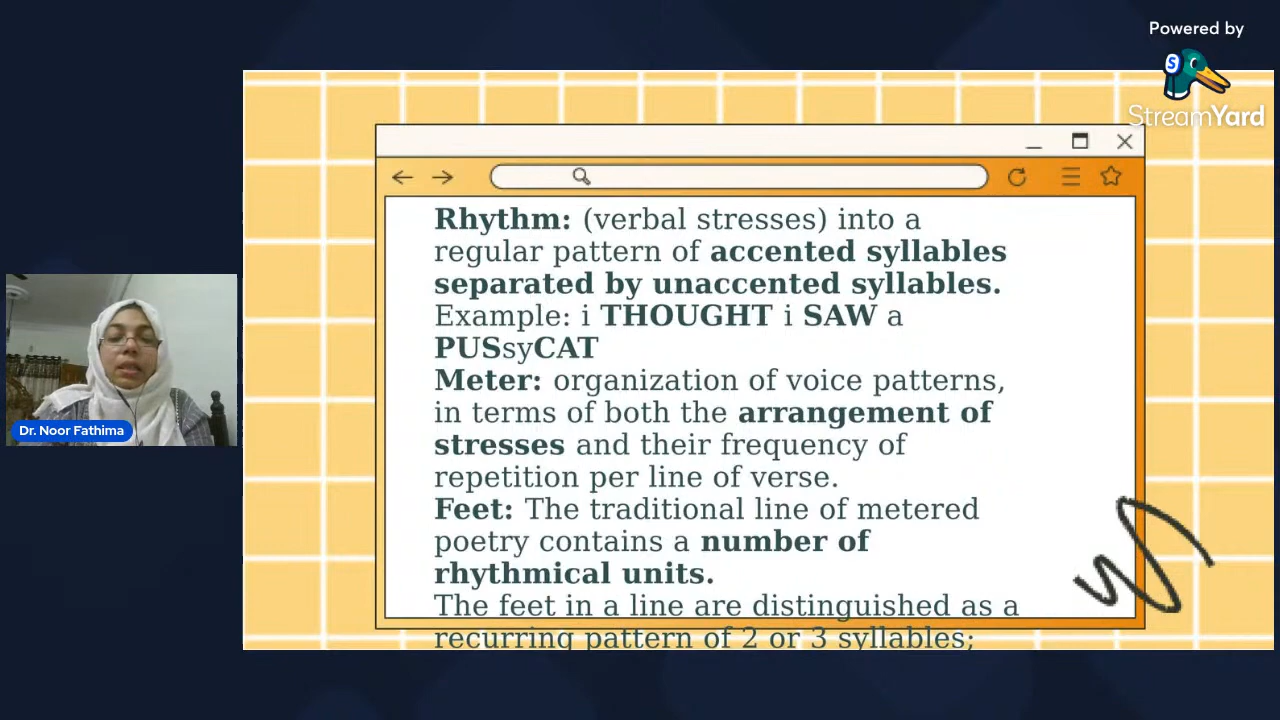 Powered by
StreamYard
Rhythm: (verbal stresses) into a
regular pattern of accented syllables
separated by unaccented syllables.
Example: i THOUGHT i SAW a
PUSsyCAT
Meter: organization of voice patterns,
in terms of both the arrangement of
stresses and their frequency of
repetition per line of verse.
Feet: The traditional line of metered
poetry contains a number of
rhythmical units.
The feet in a line are distinguished as a
recurring pattern of 2 or 3 syllables;
Dr. Noor Fathima